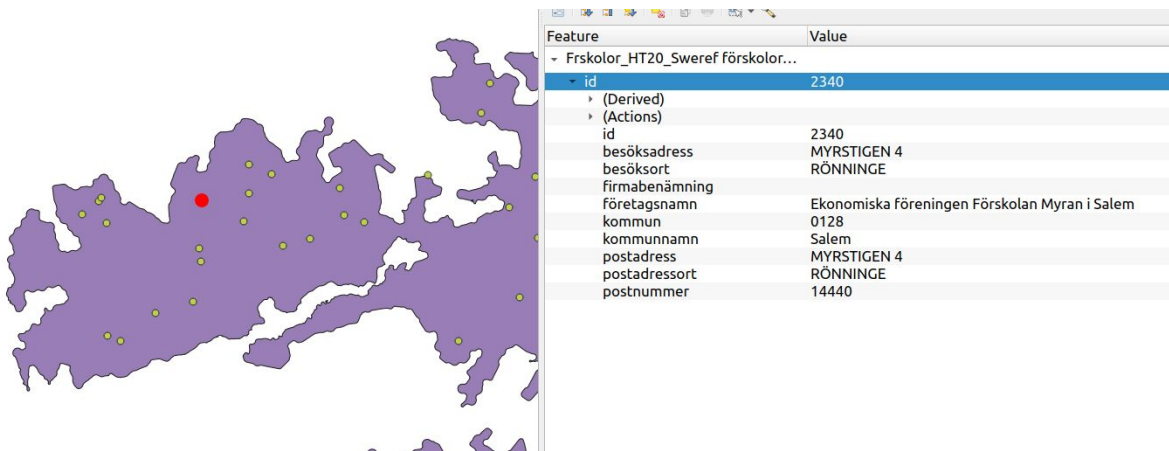 Feature Value
Frskolor_HT20_Sweref förskolor...
id 2340
(Derived)
(Actions)
id 2340
besöksadress MYRSTIGEN 4
besöksort RÖNNINGE
firmabenämning
företagsnamn Ekonomiska föreningen Förskolan Myran i Salem
kommun 0128
kommunnamn Salem
postadress MYRSTIGEN 4
postadressort RÖNNINGE
postnummer 14440